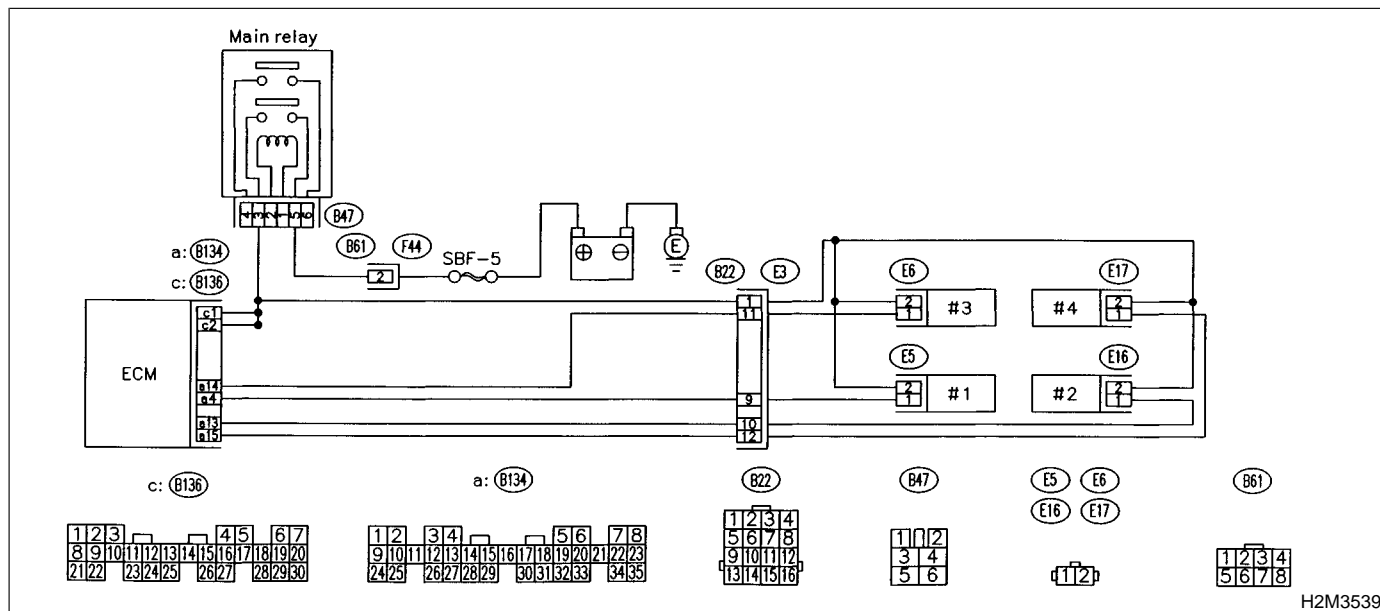 Main relay
4 3 2 1 5 6
B47
B61 F44
SBF-5
a: B134
c: B136
2
⊕ ⊖
E
B22 E3
E6 E17
c1
c2
1
11
2
1
#3
#4
2
1
ECM
E5 E16
a14
a4
9
2
1
#1
#2
2
1
a13
a15
10
12
c: B136
a: B134
B22
B47
E5 E6
E16 E17
B61
1 2 3 4 5 6 7
8 9 10 11 12 13 14 15 16 17 18 19 20
21 22 23 24 25 26 27 28 29 30
1 2 3 4 5 6 7 8
9 10 11 12 13 14 15 16 17 18 19 20 21 22 23
24 25 26 27 28 29 30 31 32 33 34 35
1 2 3 4
5 6 7 8
9 10 11 12
13 14 15 16
1 2
3 4
5 6
1 2
1 2 3 4
5 6 7 8
H2M3539